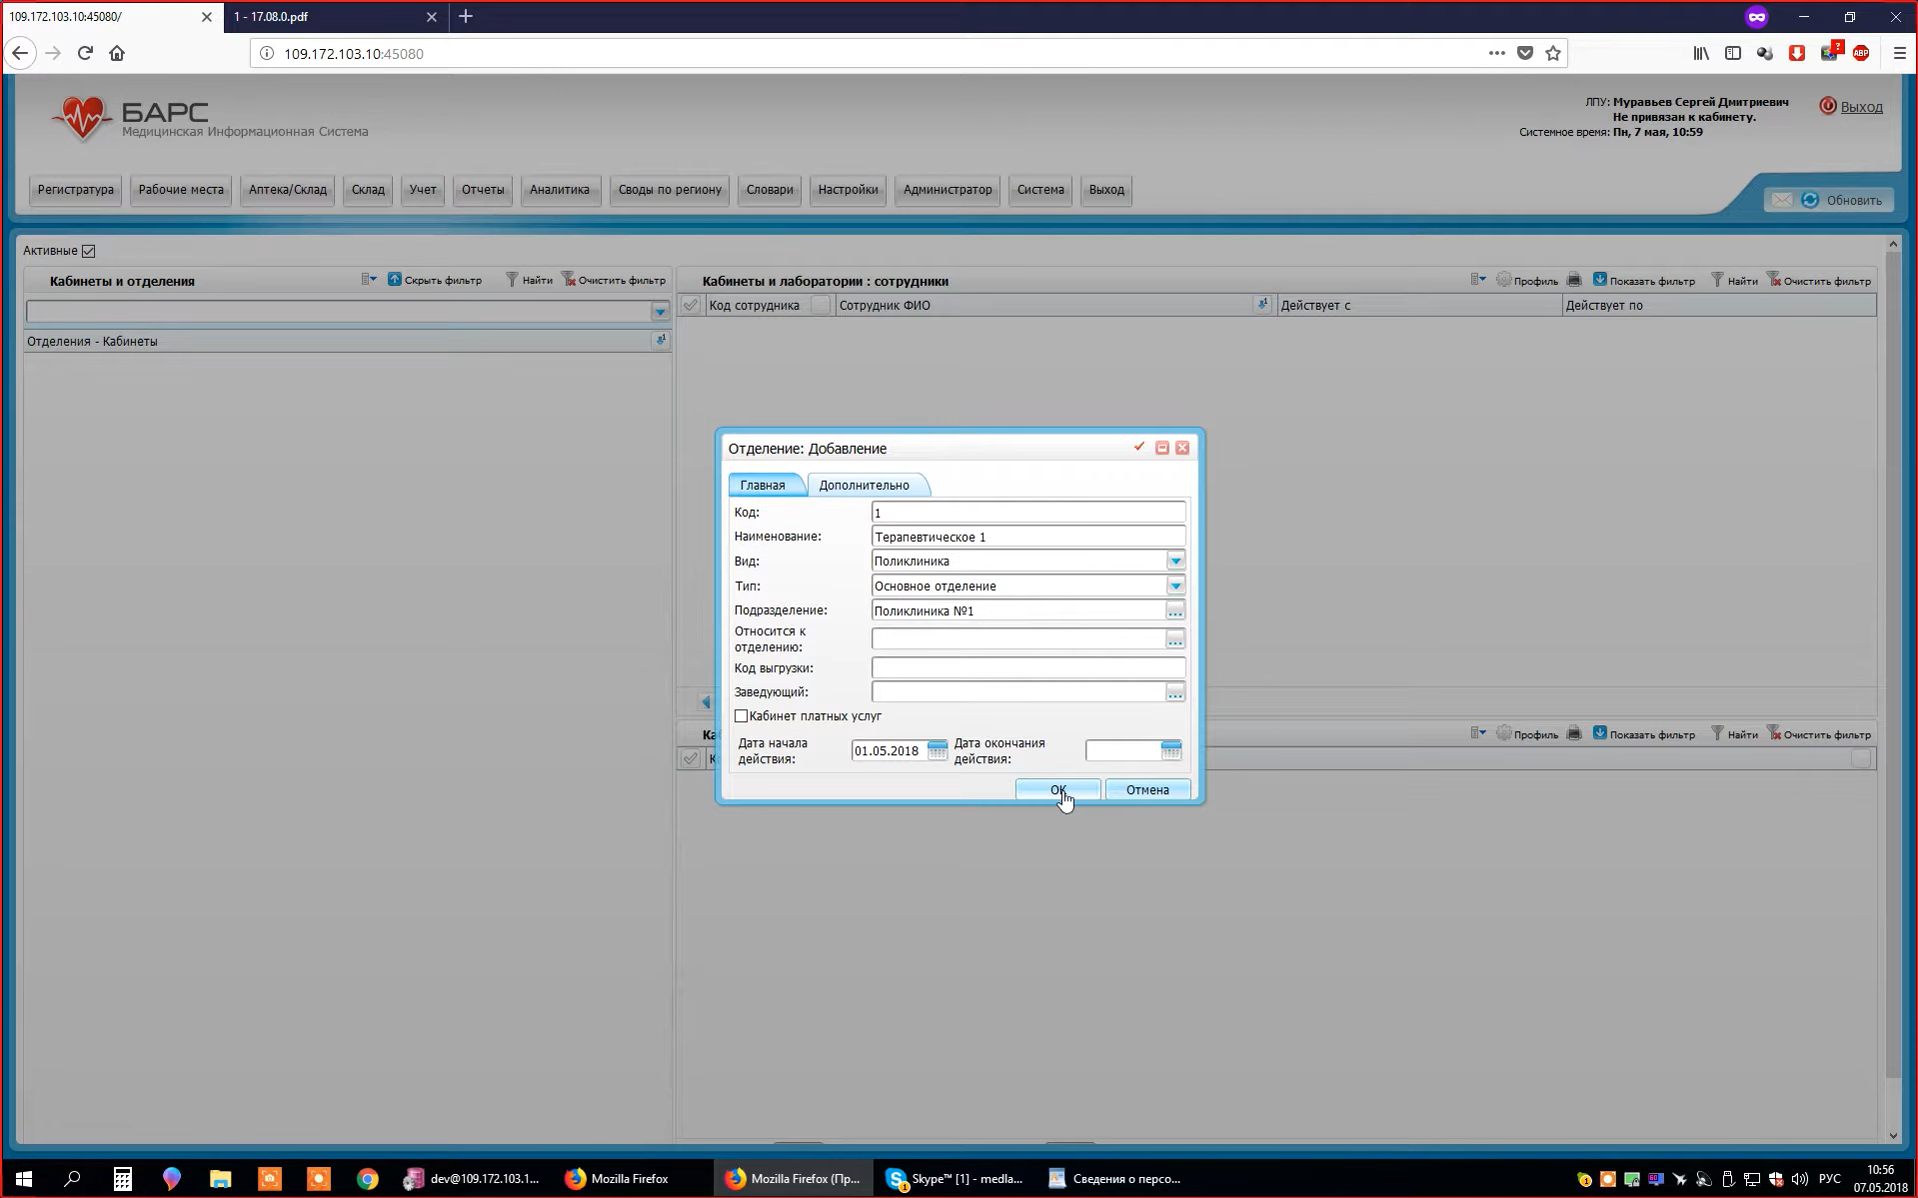 109.172.103.10:45080/
1 - 17.08.0.pdf
109.172.103.10:45080
ABP
БАРС
Медицинская Информационная Система
ЛПУ: Муравьев Сергей Дмитриевич
Не привязан к кабинету.
Системное время: Пн, 7 мая, 10:59
Выход
Регистратура Рабочие места Аптека/Склад Склад Учет Отчеты Аналитика Своды по региону Словари Настройки Администратор Система Выход
Обновить
Активные
Кабинеты и отделения Скрыть фильтр Найти Очистить фильтр
Отделения - Кабинеты
Кабинеты и лаборатории : сотрудники Профиль Показать фильтр Найти Очистить фильтр
Код сотрудника Сотрудник ФИО Действует с Действует по
Отделение: Добавление
Главная Дополнительно
Код: 1
Наименование: Терапевтическое 1
Вид: Поликлиника
Тип: Основное отделение
Подразделение: Поликлиника №1 ...
Относится к
отделению: ...
Код выгрузки:
Заведующий: ...
Кабинет платных услуг
Дата начала
действия: 01.05.2018
Дата окончания
действия:
ОК Отмена
Ка Профиль Показать фильтр Найти Очистить фильтр
dev@109.172.103.1... Mozilla Firefox Mozilla Firefox (Пр... Skype™ [1] - medla... Сведения о персо...
РУС
10:56
07.05.2018